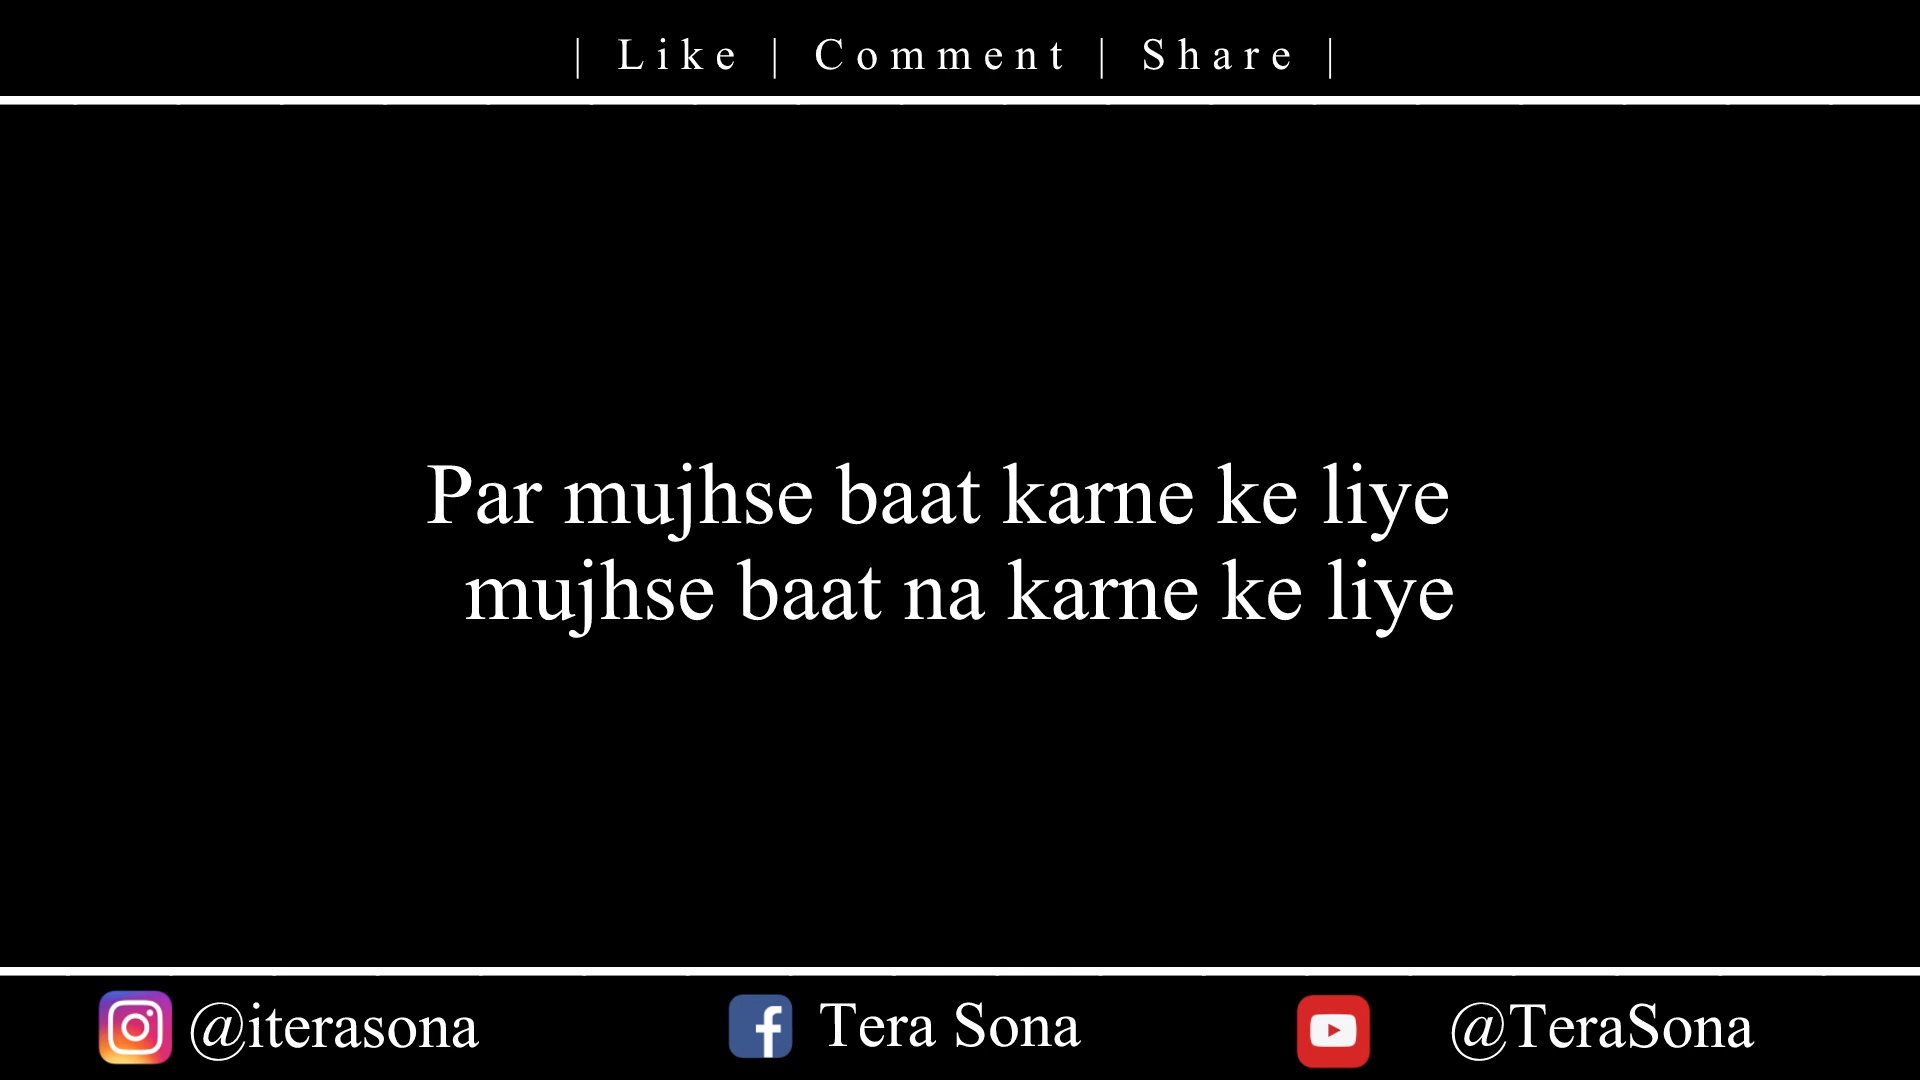 | Like | Comment | Share |
Par mujhse baat karne ke liye
mujhse baat na karne ke liye
@iterasona
Tera Sona
@TeraSona